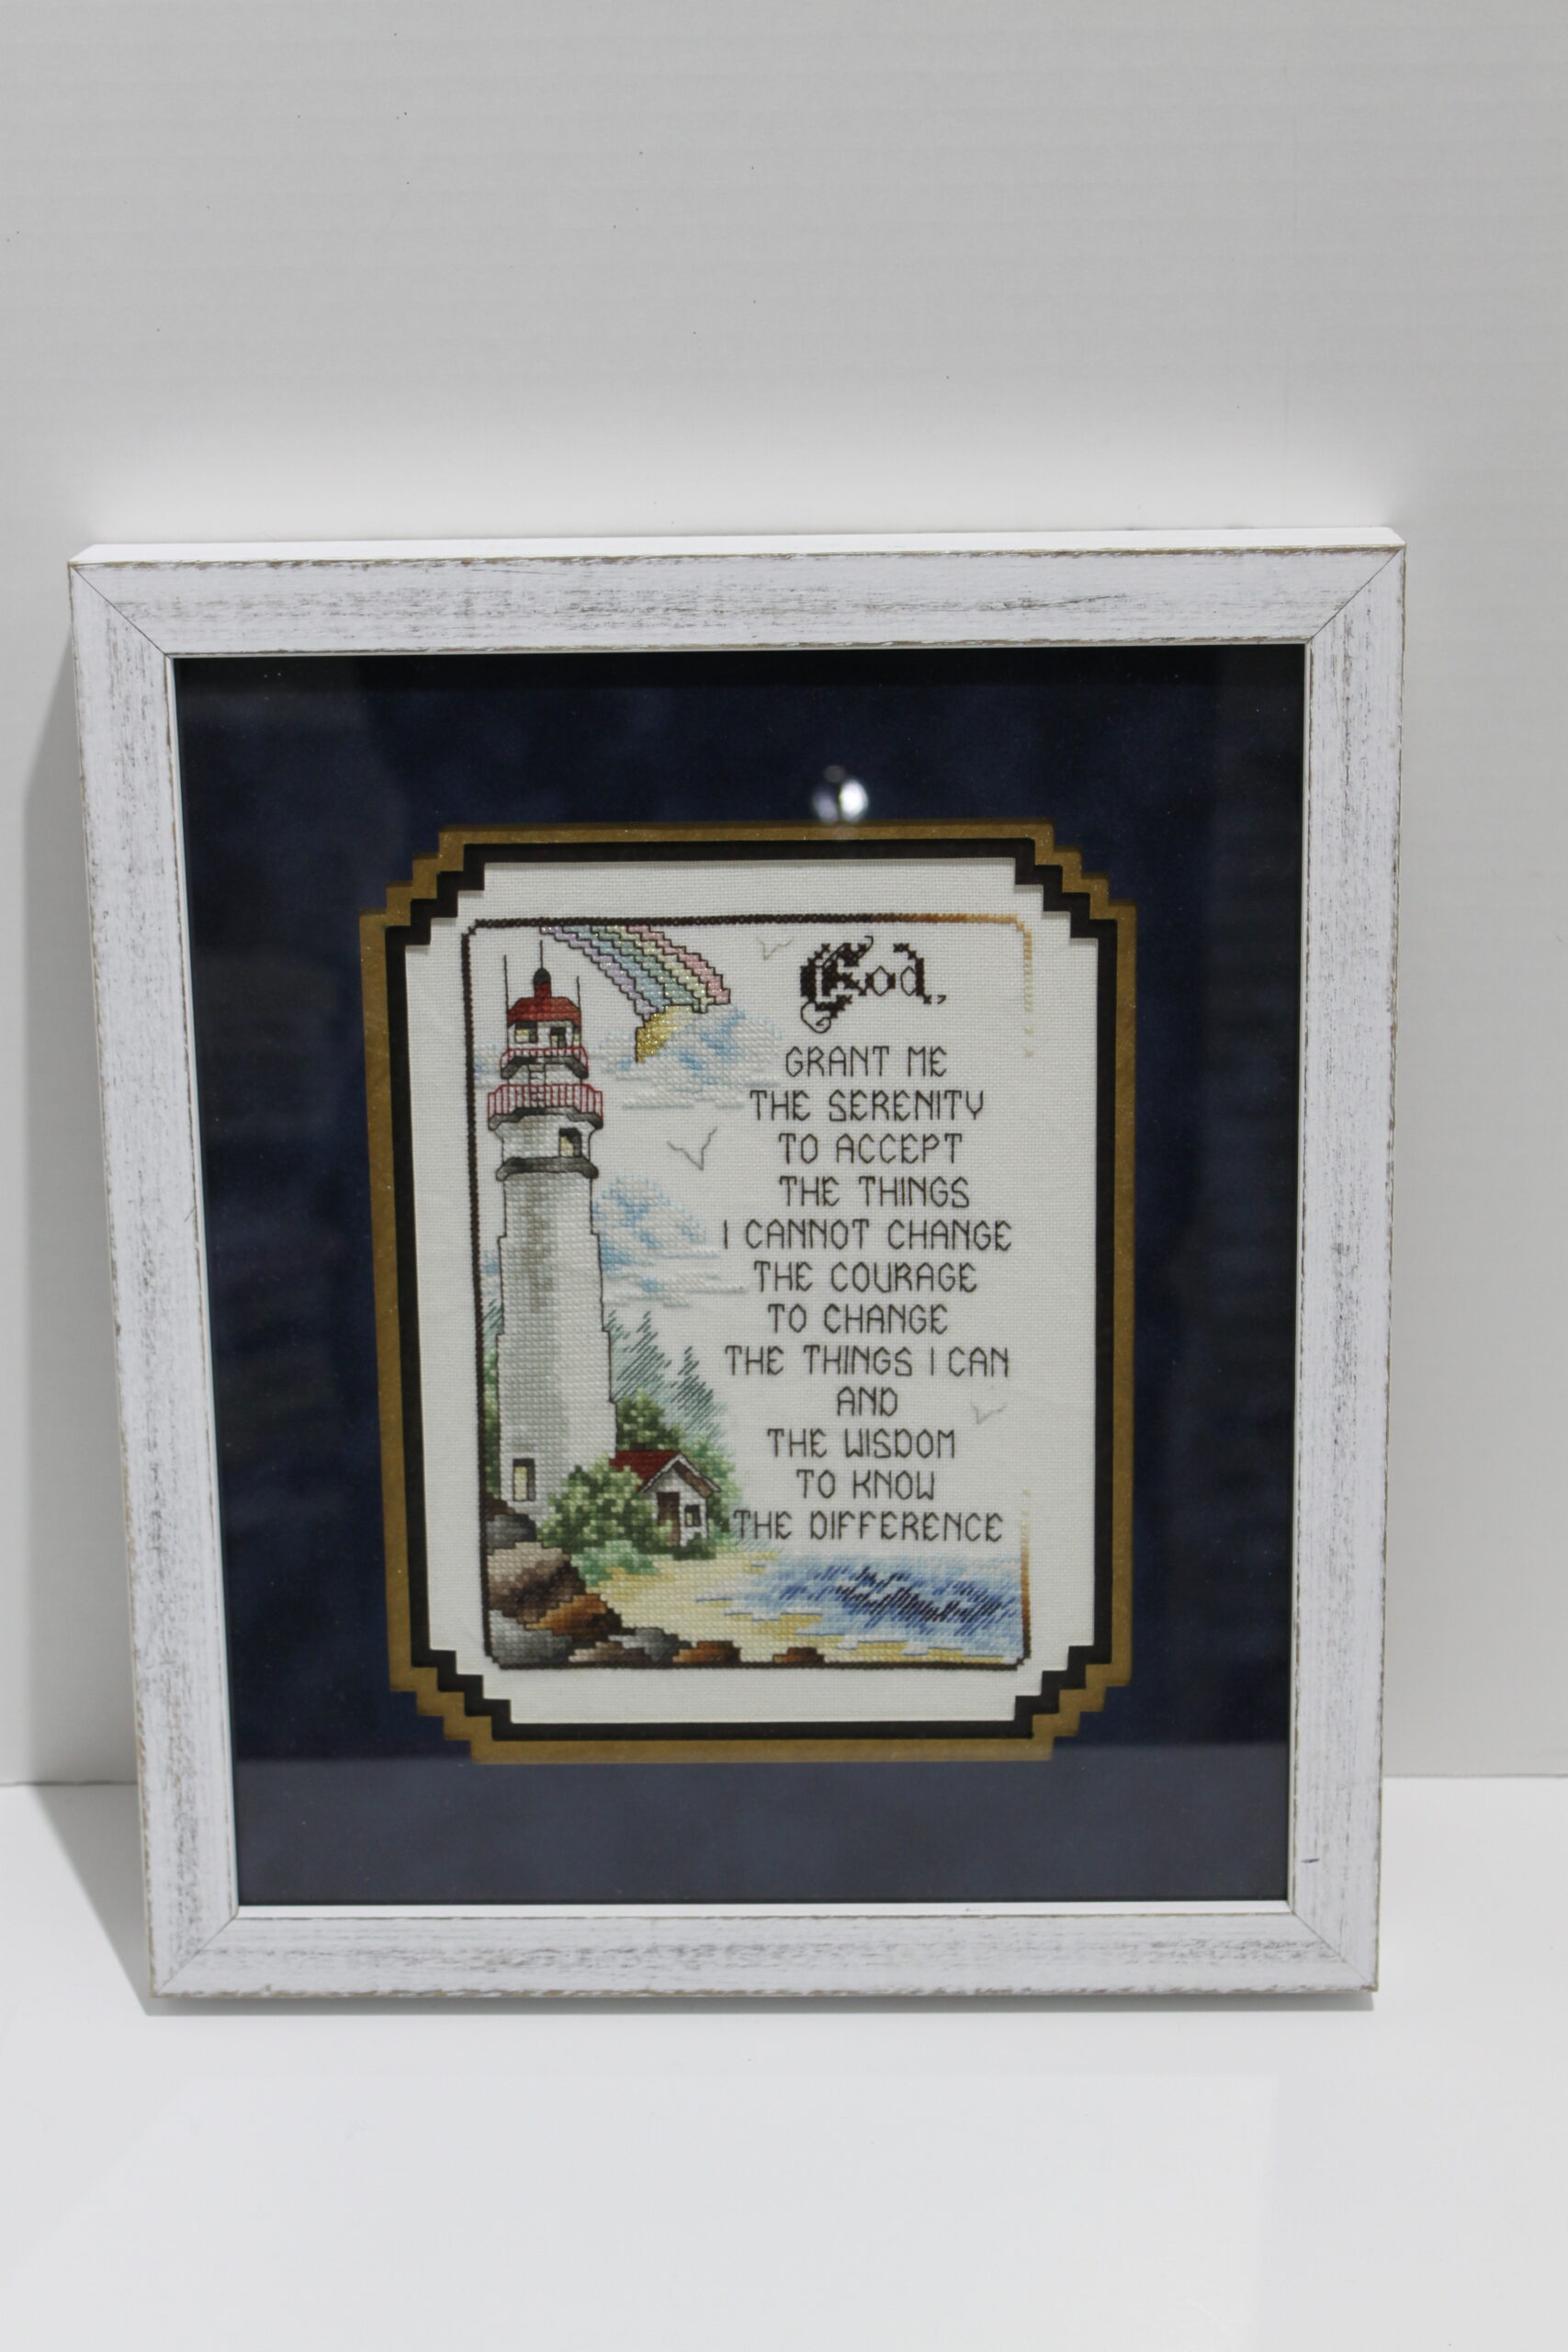 God,
GRANT ME
THE SERENITY
TO ACCEPT
THE THINGS
I CANNOT CHANGE
THE COURAGE
TO CHANGE
THE THINGS I CAN
AND
THE WISDOM
TO KNOW
THE DIFFERENCE